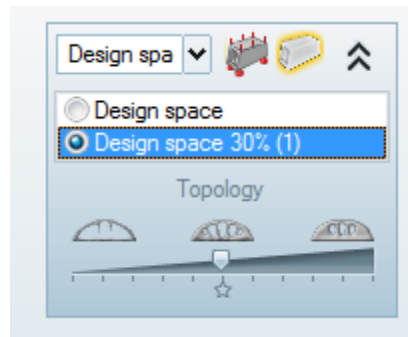 Design spa
Design space
Design space 30% (1)
Topology